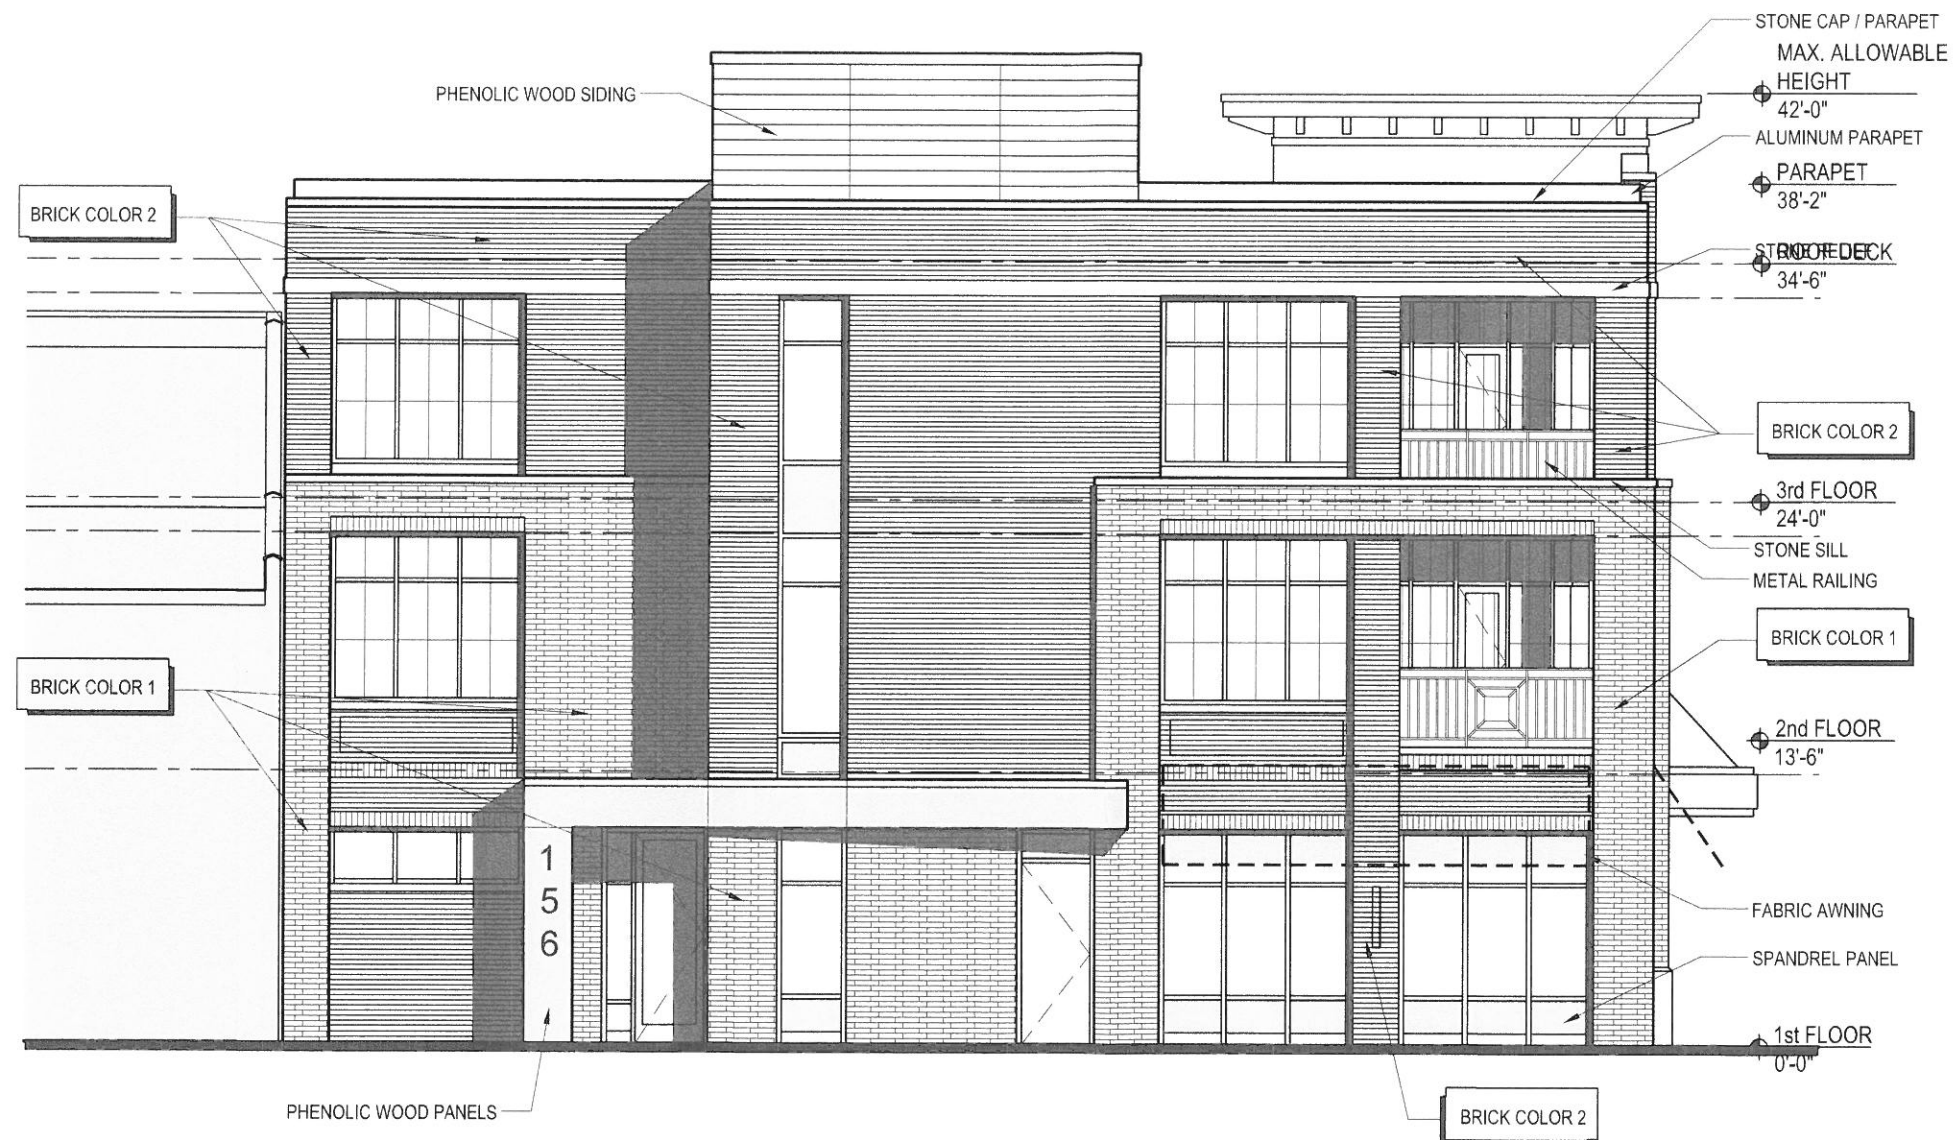 STONE CAP / PARAPET
MAX. ALLOWABLE
HEIGHT
42'-0"
PHENOLIC WOOD SIDING
ALUMINUM PARAPET
PARAPET
38'-2"
BRICK COLOR 2
ROOF DECK
34'-6"
BRICK COLOR 2
3rd FLOOR
24'-0"
STONE SILL
METAL RAILING
BRICK COLOR 1
BRICK COLOR 1
2nd FLOOR
13'-6"
1
5
6
FABRIC AWNING
SPANDREL PANEL
1st FLOOR
0'-0"
PHENOLIC WOOD PANELS
BRICK COLOR 2